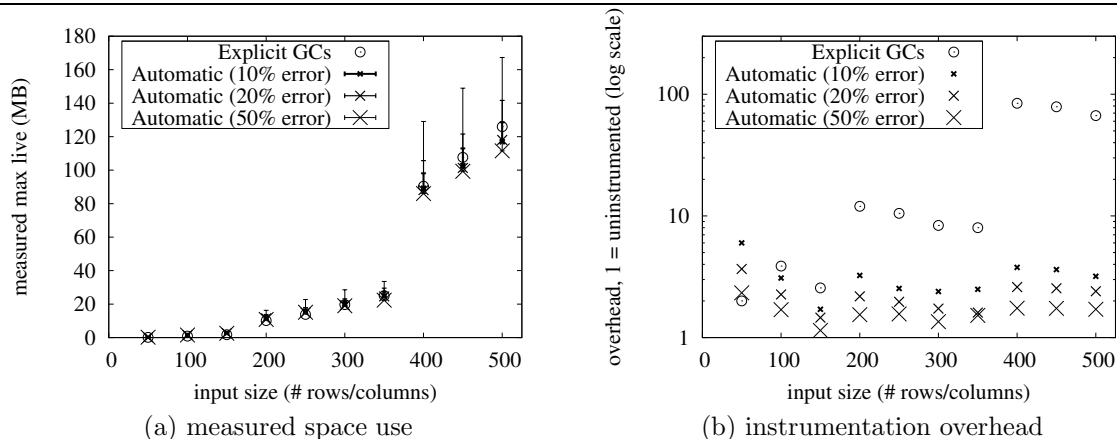 measured max live (MB)
180
160
140
120
100
80
60
40
20
0
Explicit GCs
Automatic (10% error)
Automatic (20% error)
Automatic (50% error)
0 100 200 300 400 500
input size (# rows/columns)
(a) measured space use
overhead, 1 = uninstrumented (log scale)
100
10
1
Explicit GCs
Automatic (10% error)
Automatic (20% error)
Automatic (50% error)
0 100 200 300 400 500
input size (# rows/columns)
(b) instrumentation overhead